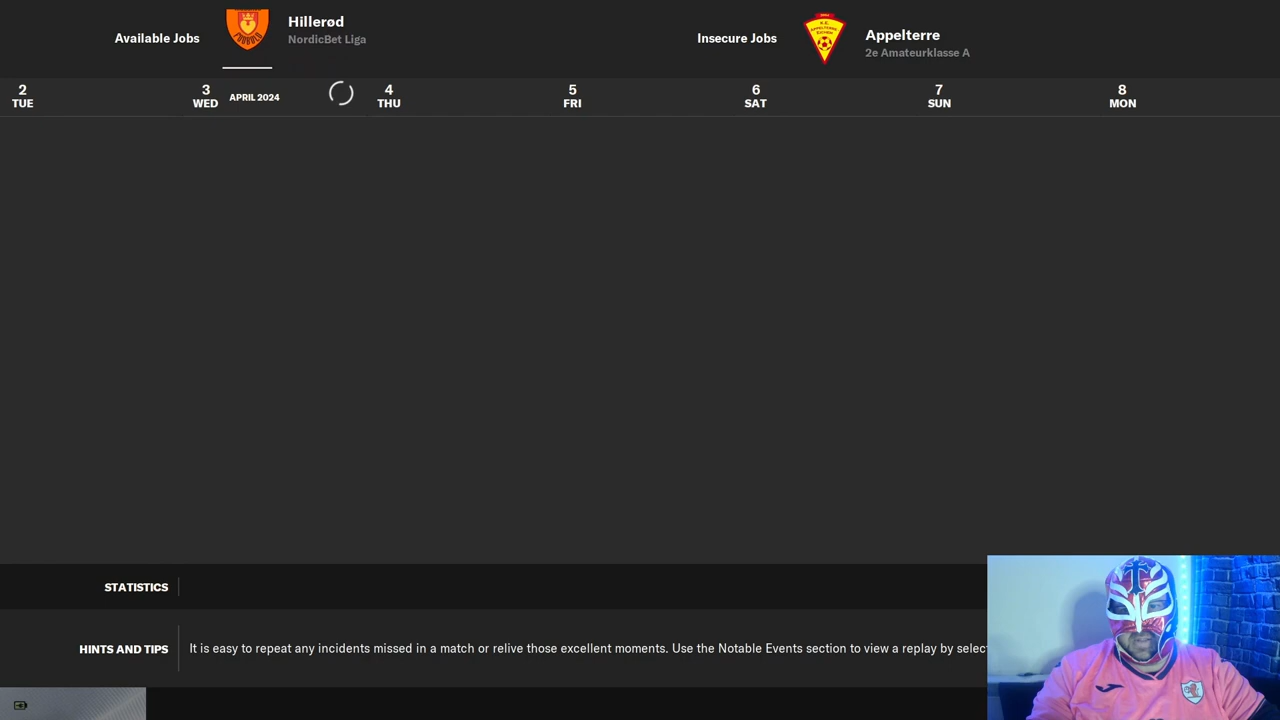 Available Jobs
Hillerød
NordicBet Liga
Insecure Jobs
Appelterre
2e Amateurklasse A
2
TUE
3
WED
APRIL 2024
4
THU
5
FRI
6
SAT
7
SUN
8
MON
STATISTICS
HINTS AND TIPS
It is easy to repeat any incidents missed in a match or relive those excellent moments. Use the Notable Events section to view a replay by select